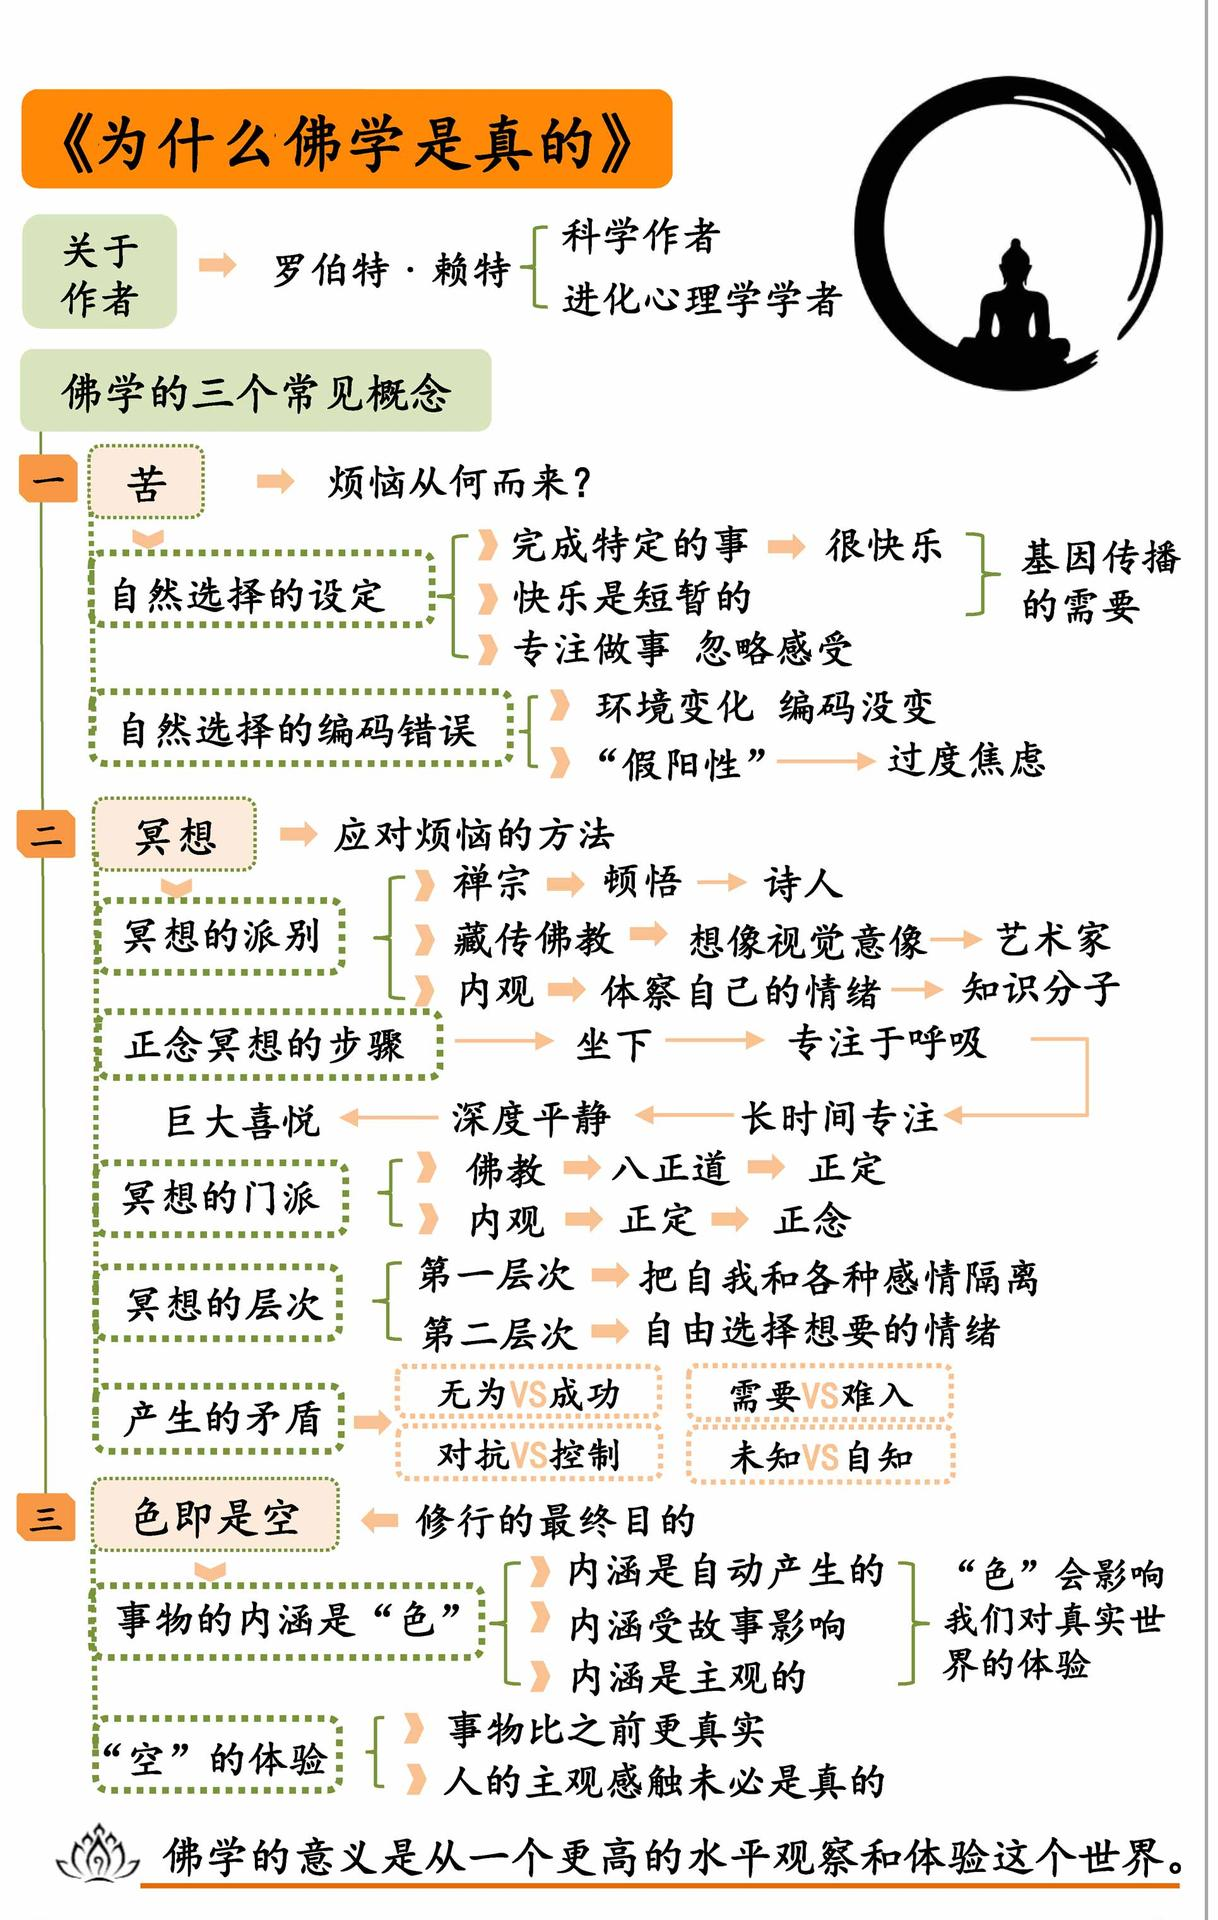 《为什么佛学是真的》
关于
作者
罗伯特·赖特
科学作者
进化心理学学者
佛学的三个常见概念
一
苦
烦恼从何而来?
自然选择的设定
完成特定的事
很快乐
快乐是短暂的
专注做事 忽略感受
基因传播
的需要
自然选择的编码错误
环境变化 编码没变
“假阳性”
过度焦虑
二
冥想
应对烦恼的方法
冥想的派别
禅宗
顿悟
诗人
藏传佛教
想像视觉意像
艺术家
内观
体察自己的情绪
知识分子
正念冥想的步骤
坐下
专注于呼吸
长时间专注
深度平静
巨大喜悦
冥想的门派
佛教
八正道
正定
内观
正定
正念
冥想的层次
第一层次
把自我和各种感情隔离
第二层次
自由选择想要的情绪
产生的矛盾
无为VS成功
需要VS难入
对抗VS控制
未知VS自知
三
色即是空
修行的最终目的
事物的内涵是“色”
内涵是自动产生的
内涵受故事影响
内涵是主观的
“色”会影响
我们对真实世
界的体验
“空”的体验
事物比之前更真实
人的主观感触未必是真的
佛学的意义是从一个更高的水平观察和体验这个世界。